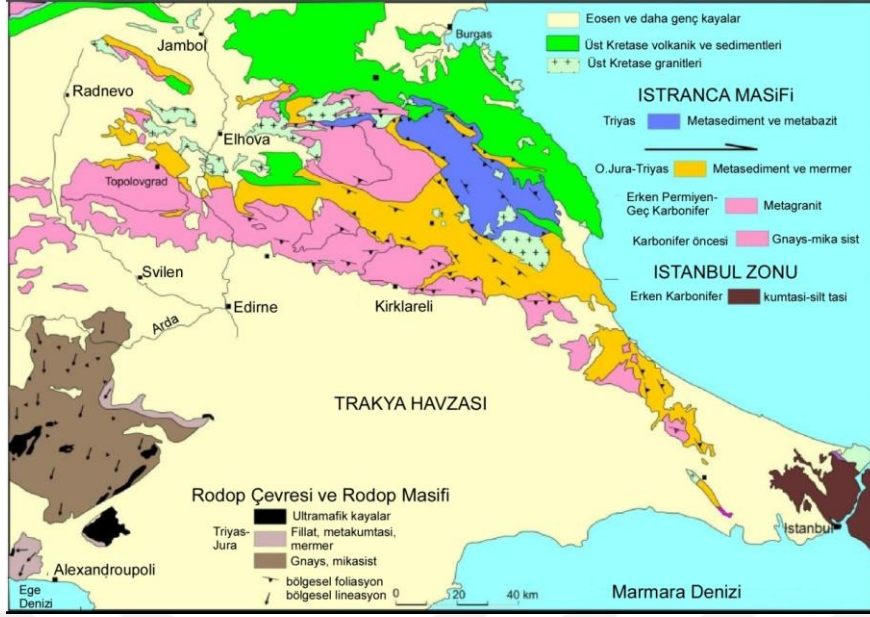 Jambol
Burgas
Radnevo
Elhova
Topolovgrad
Svilen
Edirne
Kirklareli
Arda
TRAKYA HAVZASI
Alexandroupoli
Ege
Denizi
Marmara Denizi
Istanbul
Eosen ve daha genç kayalar
Üst Kretase volkanik ve sedimentleri
Üst Kretase granitleri
ISTRANCA MASiFi
Triyas Metasediment ve metabazit
O.Jura-Triyas Metasediment ve mermer
Erken Permiyen-
Geç Karbonifer Metagranit
Karbonifer öncesi Gnays-mika sist
ISTANBUL ZONU
Erken Karbonifer kumtasi-silt tasi
Rodop Çevresi ve Rodop Masifi
Ultramafik kayalar
Triyas-
Jura
Fillat, metakumtasi,
mermer
Gnays, mikasist
bölgesel foliasyon
bölgesel lineasyon
0 20 40 km